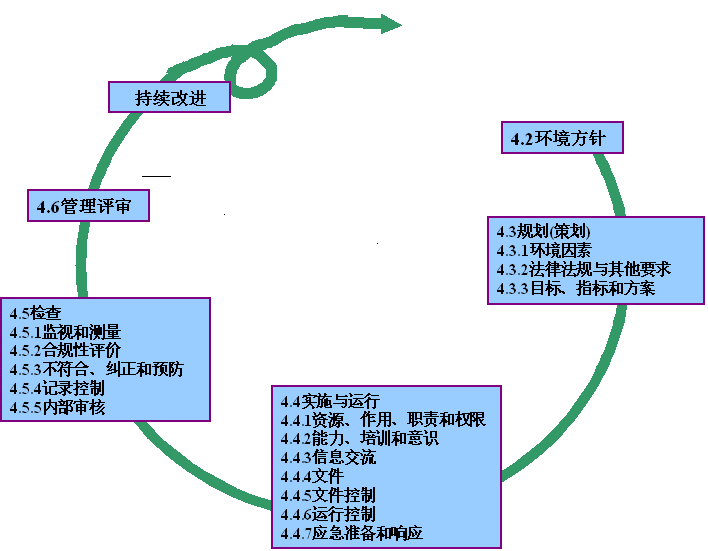 持续改进
4.2环境方针
4.6管理评审
4.3规划(策划)
4.3.1环境因素
4.3.2法律法规与其他要求
4.3.3目标、指标和方案
4.5检查
4.5.1监视和测量
4.5.2合规性评价
4.5.3不符合、纠正和预防
4.5.4记录控制
4.5.5内部审核
4.4实施与运行
4.4.1资源、作用、职责和权限
4.4.2能力、培训和意识
4.4.3信息交流
4.4.4文件
4.4.5文件控制
4.4.6运行控制
4.4.7应急准备和响应